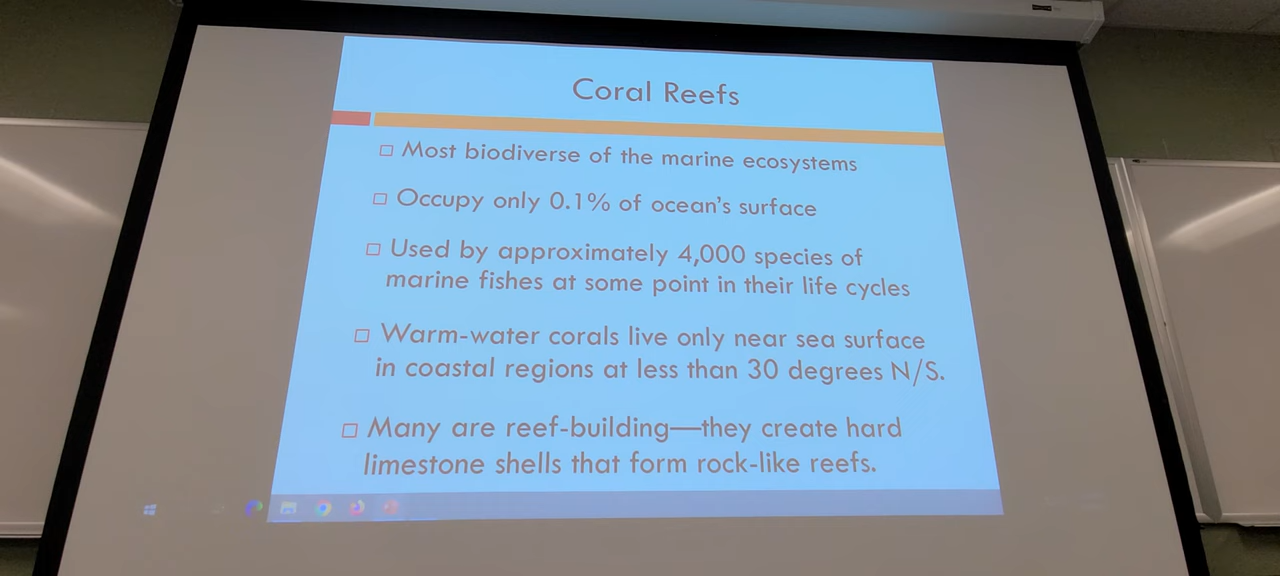 Coral Reefs
Most biodiverse of the marine ecosystems
Occupy only 0.1% of ocean's surface
Used by approximately 4,000 species of
marine fishes at some point in their life cycles
Warm-water corals live only near sea surface
in coastal regions at less than 30 degrees N/S.
Many are reef-building—they create hard
limestone shells that form rock-like reefs.